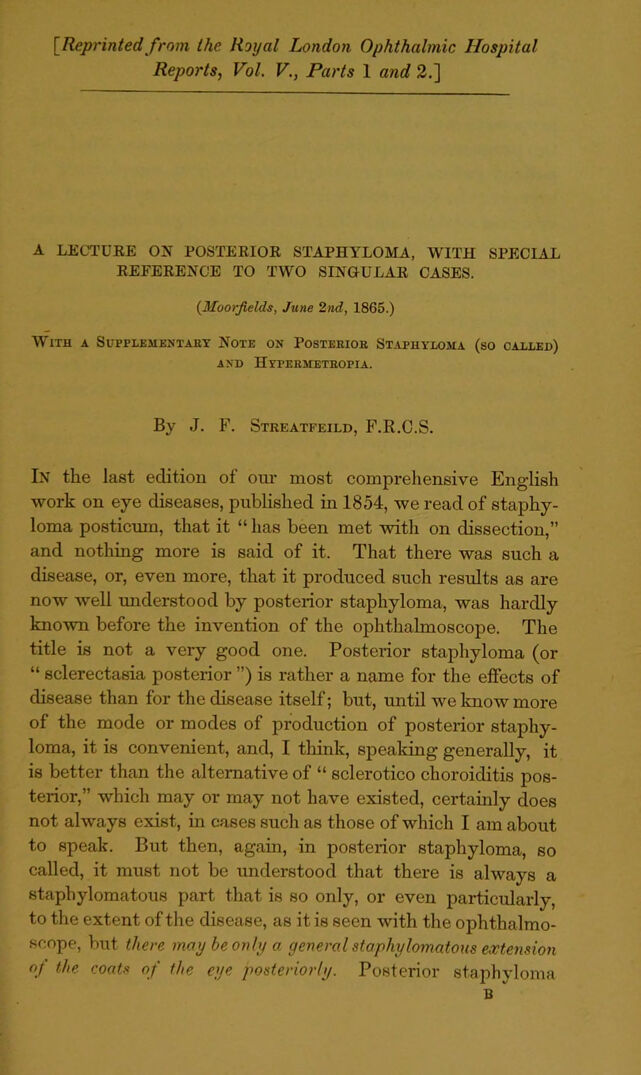 [Reprinted from the Royal London Ophthalmic Hospital
Reports, Vol. V., Parts 1 and 2.]
A LECTURE ON POSTERIOR STAPHYLOMA, WITH SPECIAL
REFERENCE TO TWO SINGULAR CASES.
(Moorfields, June 2nd, 1865.)
WITH A SUPPLEMENTARY NOTE ON POSTERIOR STAPHYLOMA (SO CALLED)
AND HYPERMETROPIA.
By J. F. STREATFEILD, F.R.C.S.
IN the last edition of our most comprehensive English
work on eye diseases, published in 1854, we read of staphy-
loma posticum, that it “has been met with on dissection,”
and nothing more is said of it. That there was such a
disease, or, even more, that it produced such results as are
now well understood by posterior staphyloma, was hardly
known before the invention of the ophthalmoscope. The
title is not a very good one. Posterior staphyloma (or
“sclerectasia posterior”) is rather a name for the effects of
disease than for the disease itself; but, until we know more
of the mode or modes of production of posterior staphy-
loma, it is convenient, and, I think, speaking generally, it
is better than the alternative of “sclerotico choroiditis pos-
terior,” which may or may not have existed, certainly does
not always exist, in cases such as those of which I am about
to speak. But then, again, in posterior staphyloma, so
called, it must not be understood that there is always a
staphylomatous part that is so only, or even particularly,
to the extent of the disease, as it is seen with the ophthalmo-
scope, but there may be only a general staphylomatous extension
of the coats of the eye posteriorly. Posterior staphyloma
B